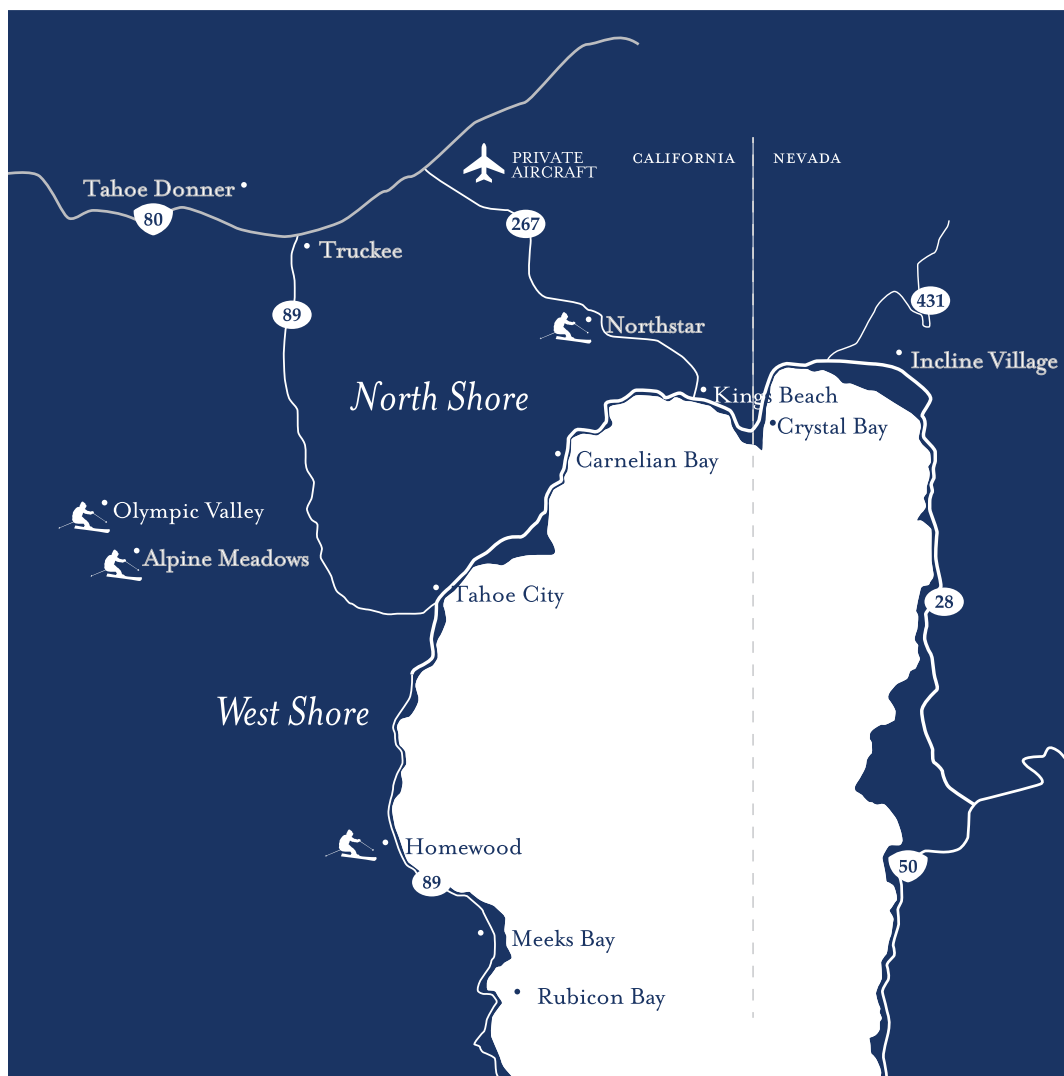 PRIVATE
AIRCRAFT
CALIFORNIA
NEVADA
Tahoe Donner
80
267
Truckee
431
89
Northstar
Incline Village
North Shore
Kings Beach
Crystal Bay
Carnelian Bay
Olympic Valley
Alpine Meadows
Tahoe City
28
West Shore
Homewood
50
89
Meeks Bay
Rubicon Bay